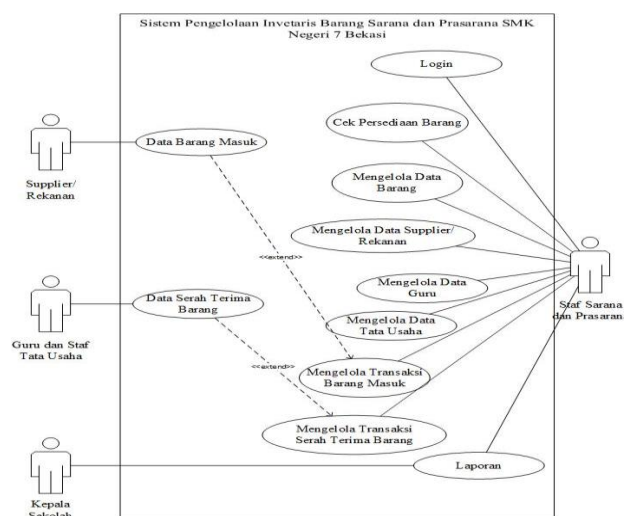 Sistem Pengelolaan Invetaris Barang Sarana dan Prasarana SMK
Negeri 7 Bekasi
Login
Cek Persediaan Barang
Data Barang Masuk
Mengelola Data
Barang
Supplier/
Rekanan
Mengelola Data Supplier/
Rekanan
<<extend>>
Mengelola Data
Guru
Data Serah Terima
Barang
Staf Sarana
dan Prasarana
Mengelola Data
Tata Usaha
Guru dan Staf
Tata Usaha
<<extend>>
Mengelola Transaksi
Barang Masuk
Mengelola Transaksi
Serah Terima Barang
Laporan
Kepala
Sekolah